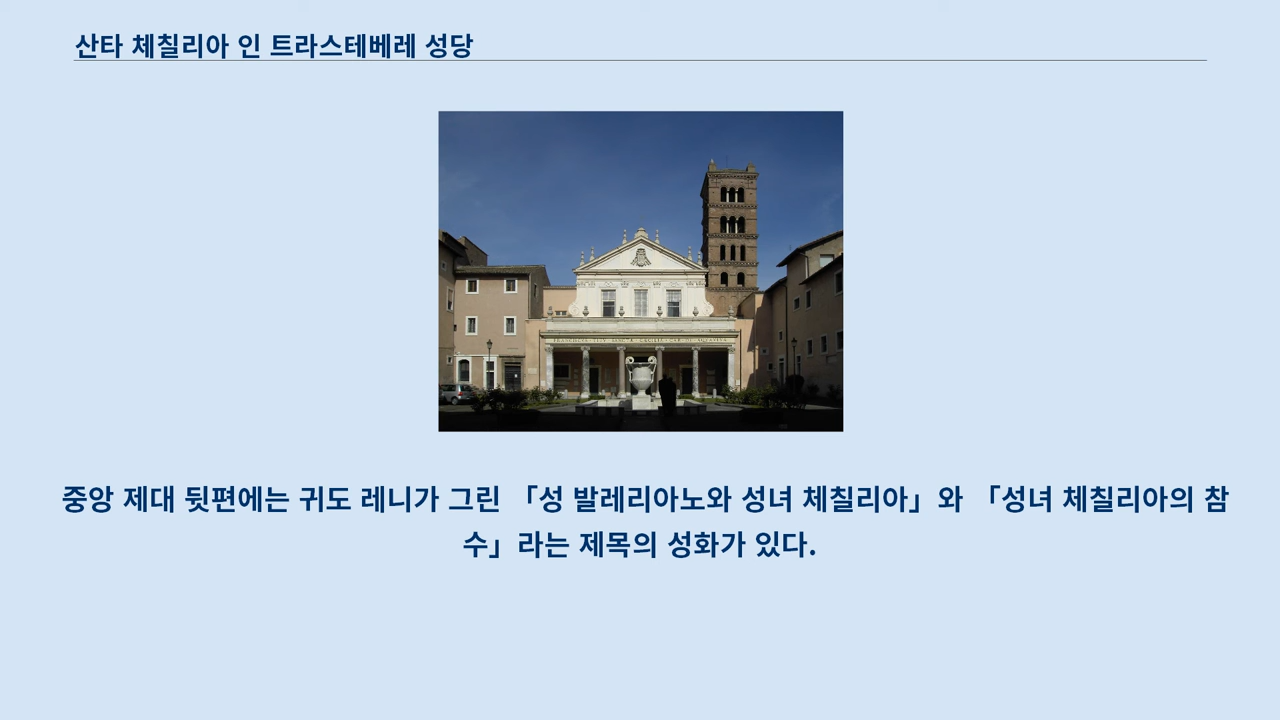 산타 체칠리아 인 트라스테베레 성당
중앙 제대 뒷편에는 귀도 레니가 그린 「성 발레리아노와 성녀 체칠리아」와 「성녀 체칠리아의 참
수」라는 제목의 성화가 있다.